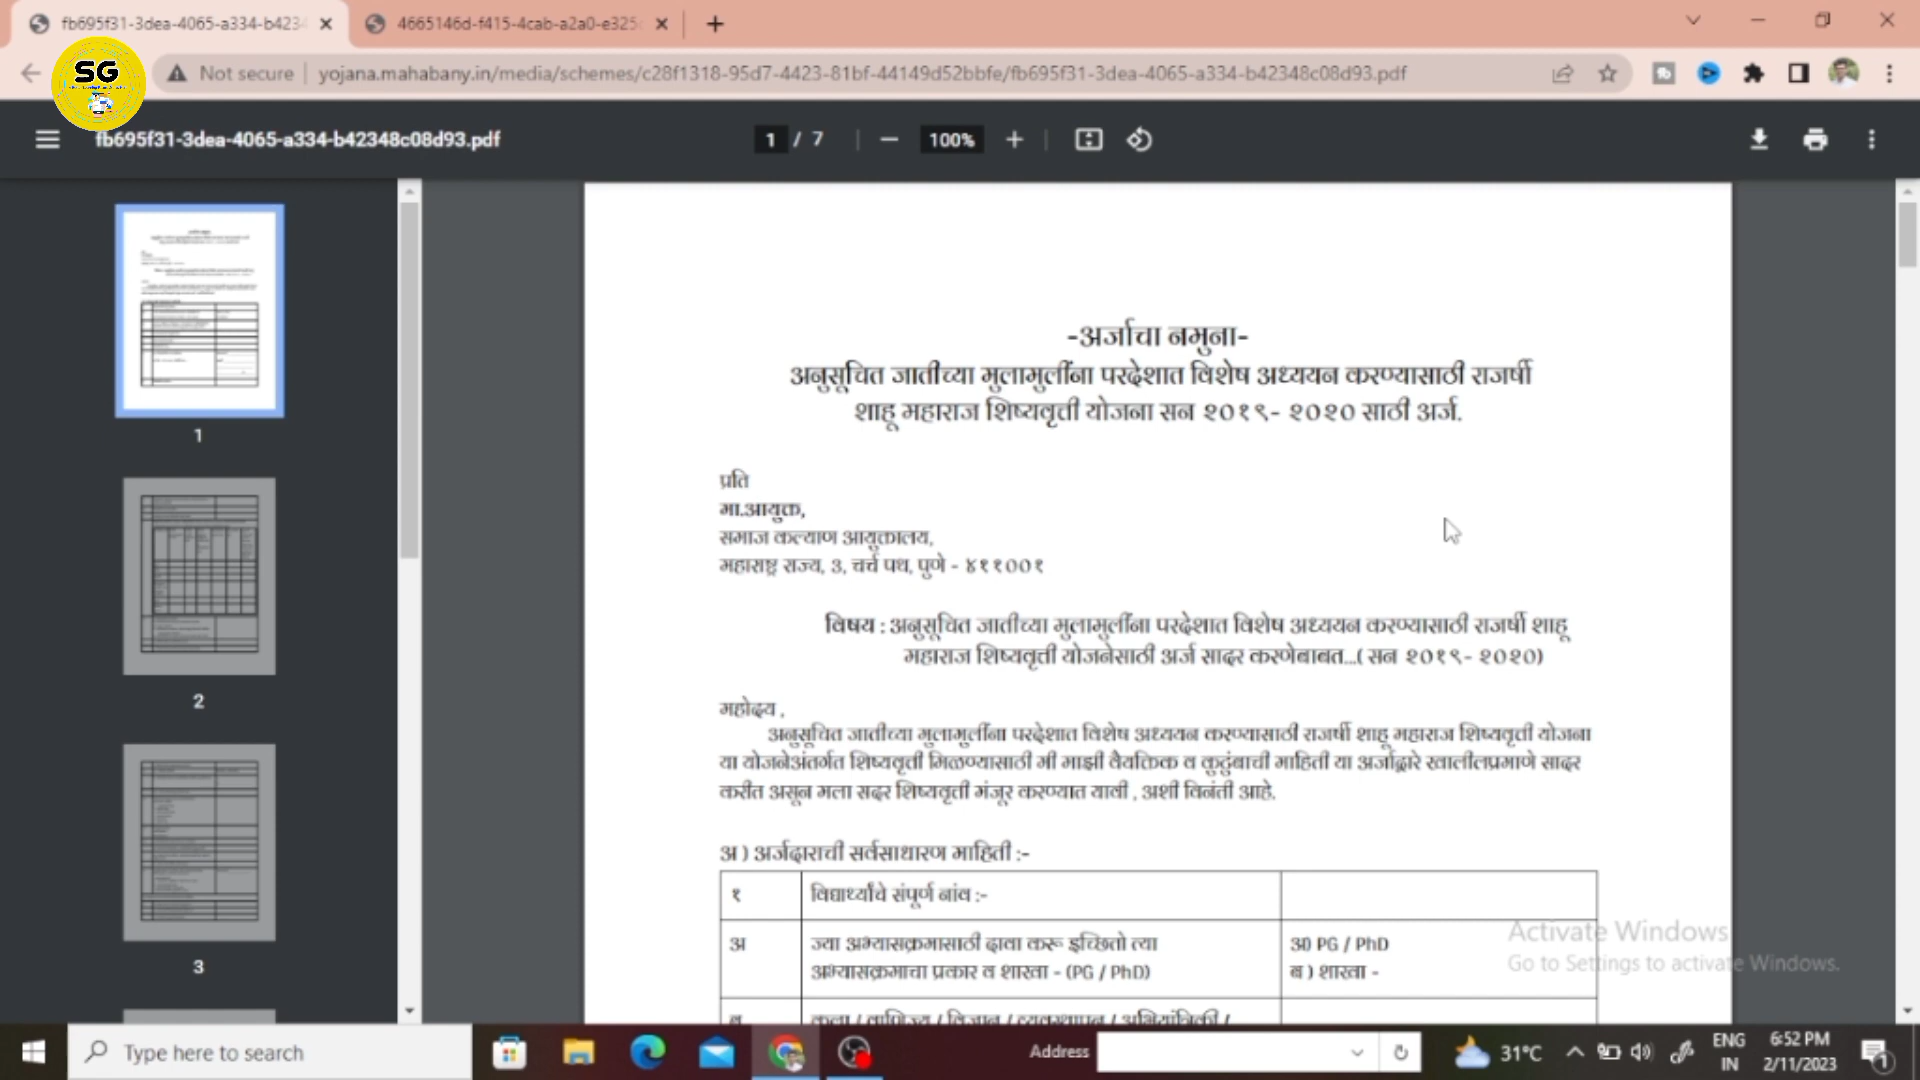 fb695f31-3dea-4065-a334-b4234
4665146d-f415-4cab-a2a0-e325
SG
Not secure
yojana.mahabany.in/media/schemes/c28f1318-95d7-4423-81bf-44149d52bbfe/fb695f31-3dea-4065-a334-b42348c08d93.pdf
fb695f31-3dea-4065-a334-b42348c08d93.pdf
1 / 7
100%
1
2
3
-अर्जाचा नमुना-
अनुसूचित जातीच्या मुलामुलींना परदेशात विशेष अध्ययन करण्यासाठी राजर्षी
शाहू महाराज शिष्यवृत्ती योजना सन २०१९- २०२० साठी अर्ज.
प्रति
मा.आयुक्त,
समाज कल्याण आयुक्तालय,
महाराष्ट्र राज्य, 3, चर्च पथ, पुणे - ४११००१
विषय : अनुसूचित जातीच्या मुलामुलींना परदेशात विशेष अध्ययन करण्यासाठी राजर्षी शाहू
महाराज शिष्यवृत्ती योजनेसाठी अर्ज सादर करणेबाबत...( सन २०१९- २०२०)
महोदय ,
अनुसूचित जातीच्या मुलामुलींना परदेशात विशेष अध्ययन करण्यासाठी राजर्षी शाहू महाराज शिष्यवृत्ती योजना
या योजनेअंतर्गत शिष्यवृत्ती मिळण्यासाठी मी माझी वैयक्तिक व कुटुंबाची माहिती या अर्जाद्वारे खालीलप्रमाणे सादर
करीत असून मला सदर शिष्यवृत्ती मंजूर करण्यात यावी , अशी विनंती आहे.
अ ) अर्जदाराची सर्वसाधारण माहिती :-
१ विद्यार्थ्यांचे संपूर्ण नांव :-
अ ज्या अभ्यासक्रमासाठी दावा करू इच्छितो त्या अ0 PG / PhD
अभ्यासक्रमाचा प्रकार व शाखा - (PG / PhD) ब ) शाखा -
ब कला / वाणिज्य / विज्ञान / व्यवस्थापन / अभियांत्रिकी /
Activate Windows
Go to Settings to activate Windows.
Type here to search
Address
31°C
ENG
IN
6:52 PM
2/11/2023
1